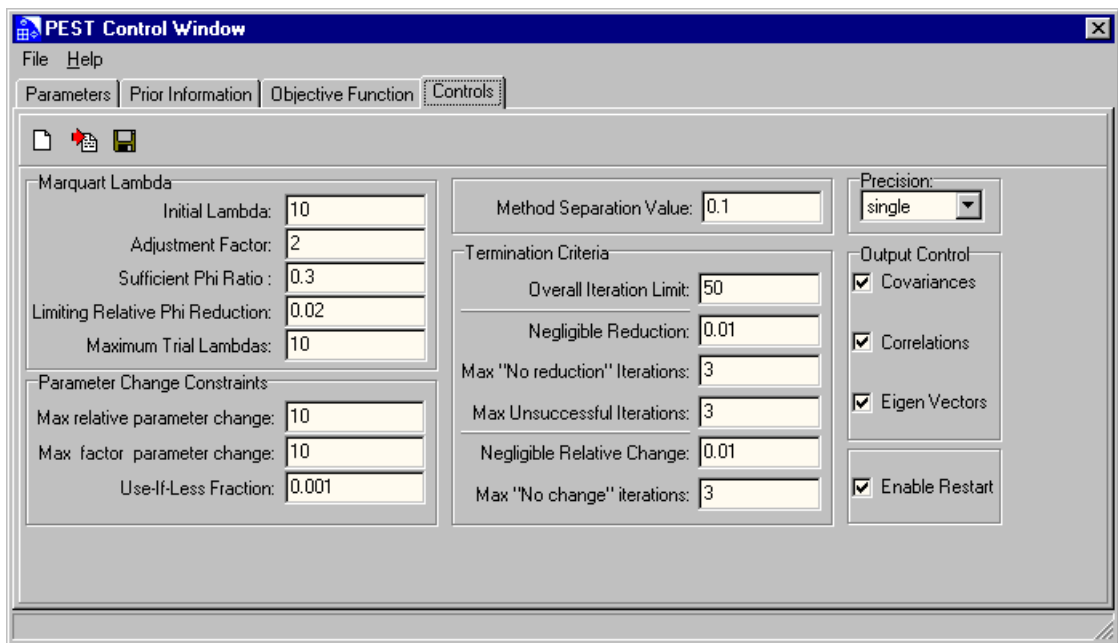 PEST Control Window
File Help
Parameters Prior Information Objective Function Controls
Marquart Lambda
Initial Lambda: 10
Adjustment Factor: 2
Sufficient Phi Ratio : 0.3
Limiting Relative Phi Reduction: 0.02
Maximum Trial Lambdas: 10
Parameter Change Constraints
Max relative parameter change: 10
Max factor parameter change: 10
Use-If-Less Fraction: 0.001
Method Separation Value: 0.1
Termination Criteria
Overall Iteration Limit: 50
Negligible Reduction: 0.01
Max "No reduction" Iterations: 3
Max Unsuccessful Iterations: 3
Negligible Relative Change: 0.01
Max "No change" iterations: 3
Precision:
single
Output Control
Covariances
Correlations
Eigen Vectors
Enable Restart